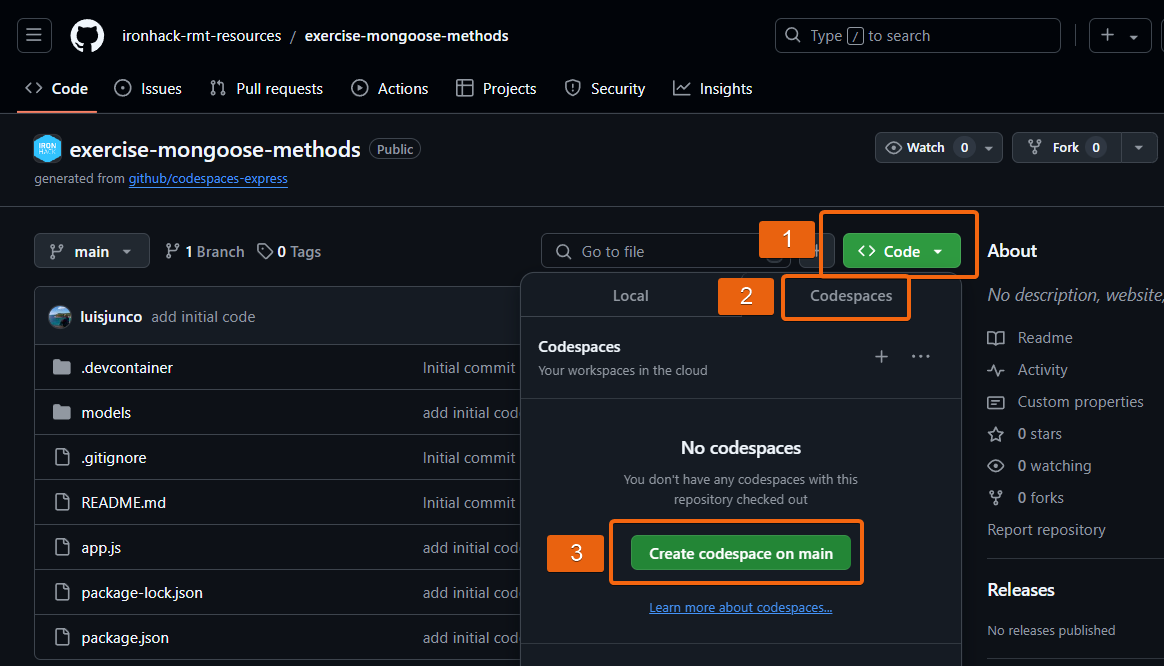 ironhack-rmt-resources / exercise-mongoose-methods
Type / to search
Code Issues Pull requests Actions Projects Security Insights
IRON HACK
exercise-mongoose-methods Public
Watch 0 Fork 0
generated from github/codespaces-express
main 1 Branch 0 Tags
Go to file
1
Code
2
Local Codespaces
Codespaces
Your workspaces in the cloud
No codespaces
You don't have any codespaces with this
repository checked out
3
Create codespace on main
Learn more about codespaces...
luisjunco add initial code
.devcontainer Initial commit
models add initial cod
.gitignore Initial commit
README.md Initial commit
app.js add initial cod
package-lock.json add initial cod
package.json add initial cod
About
No description, website,
Readme
Activity
Custom properties
0 stars
0 watching
0 forks
Report repository
Releases
No releases published